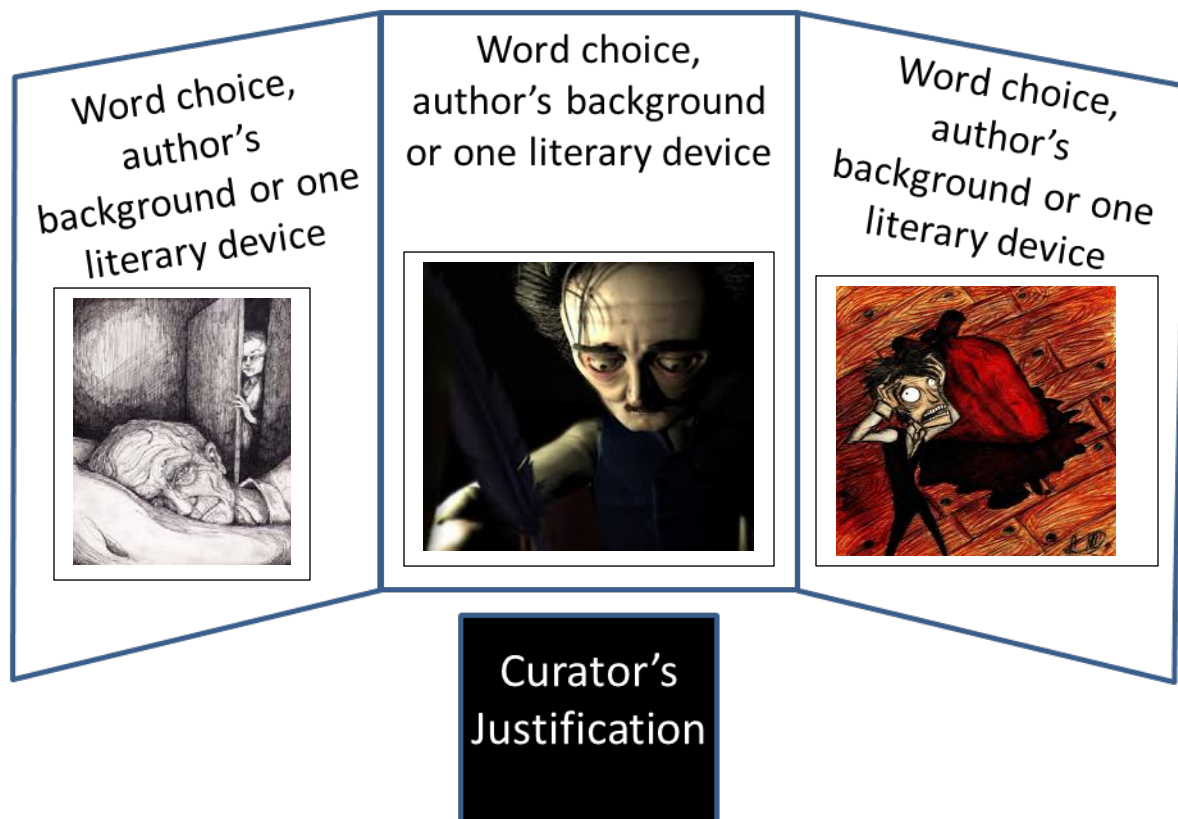 Word choice,
author's
background or one
literary device
Word choice,
author's background
or one literary device
Word choice,
author's
background or one
literary device
Curator's
Justification